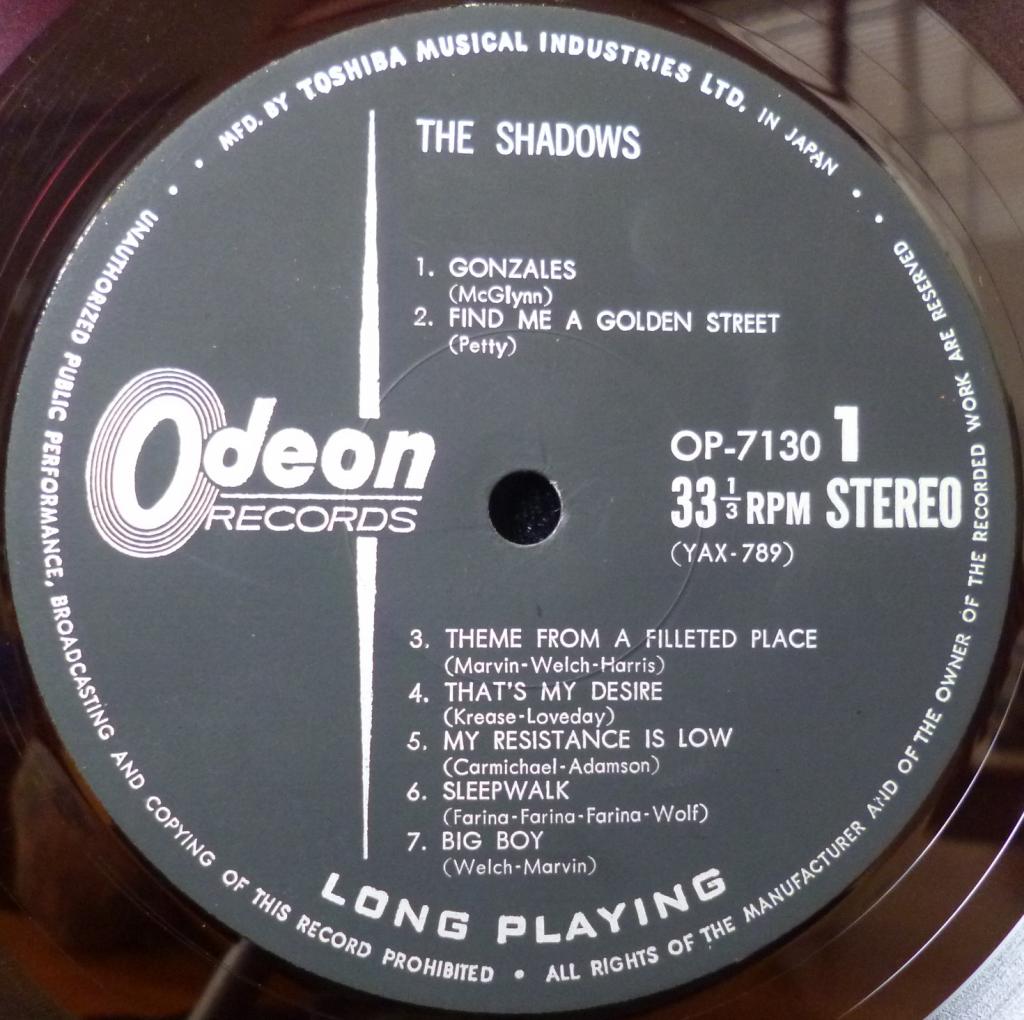 MFD. BY TOSHIBA MUSICAL INDUSTRIES LTD. IN JAPAN
THE SHADOWS
1. GONZALES
(McGlynn)
2. FIND ME A GOLDEN STREET
(Petty)
Odeon
RECORDS
OP-7130 1
33 1/3 RPM STEREO
(YAX-789)
3. THEME FROM A FILLETED PLACE
(Marvin-Welch-Harris)
4. THAT'S MY DESIRE
(Krease-Loveday)
5. MY RESISTANCE IS LOW
(Carmichael-Adamson)
6. SLEEPWALK
(Farina-Farina-Farina-Wolf)
7. BIG BOY
(Welch-Marvin)
LONG PLAYING
UNAUTHORIZED PUBLIC PERFORMANCE, BROADCASTING AND COPYING OF THIS RECORD PROHIBITED • ALL RIGHTS OF THE MANUFACTURER AND OF THE OWNER OF THE RECORDED WORK ARE RESERVED